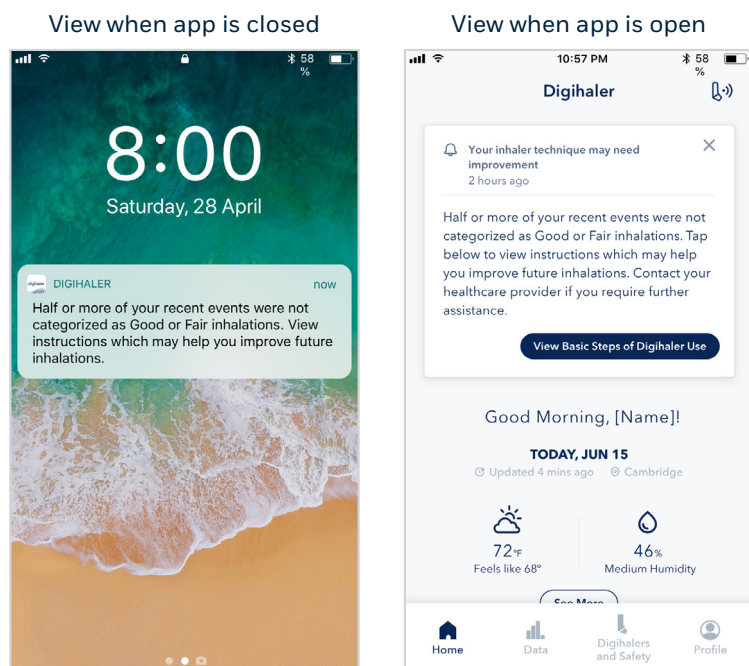 View when app is closed
58
%
8:00
Saturday, 28 April
DIGIHALER
now
Half or more of your recent events were not
categorized as Good or Fair inhalations. View
instructions which may help you improve future
inhalations.
View when app is open
10:57 PM
58
%
Digihaler
Your inhaler technique may need
improvement
2 hours ago
Half or more of your recent events were not
categorized as Good or Fair inhalations. Tap
below to view instructions which may help
you improve future inhalations. Contact your
healthcare provider if you require further
assistance.
View Basic Steps of Digihaler Use
Good Morning, [Name]!
TODAY, JUN 15
Updated 4 mins ago Cambridge
72°F
Feels like 68°
46%
Medium Humidity
See More
Home
Data
Digihalers
and Safety
Profile